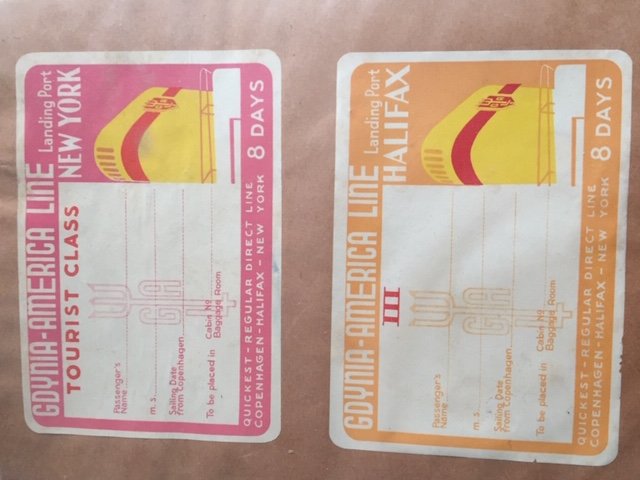 GDYNIA-AMERICA LINE
Landing Port
NEW YORK
TOURIST CLASS
Passenger's
Name
m. s.
Sailing Date
from Copenhagen
To be placed in
Cabin No
Baggage Room
QUICKEST - REGULAR DIRECT LINE
COPENHAGEN - HALIFAX - NEW YORK
8 DAYS
GDYNIA-AMERICA LINE
Landing Port
HALIFAX
III
Passenger's
Name
m. s.
Sailing Date
from Copenhagen
To be placed in
Cabin No
Baggage Room
QUICKEST - REGULAR DIRECT LINE
COPENHAGEN-HALIFAX - NEW YORK
8 DAYS